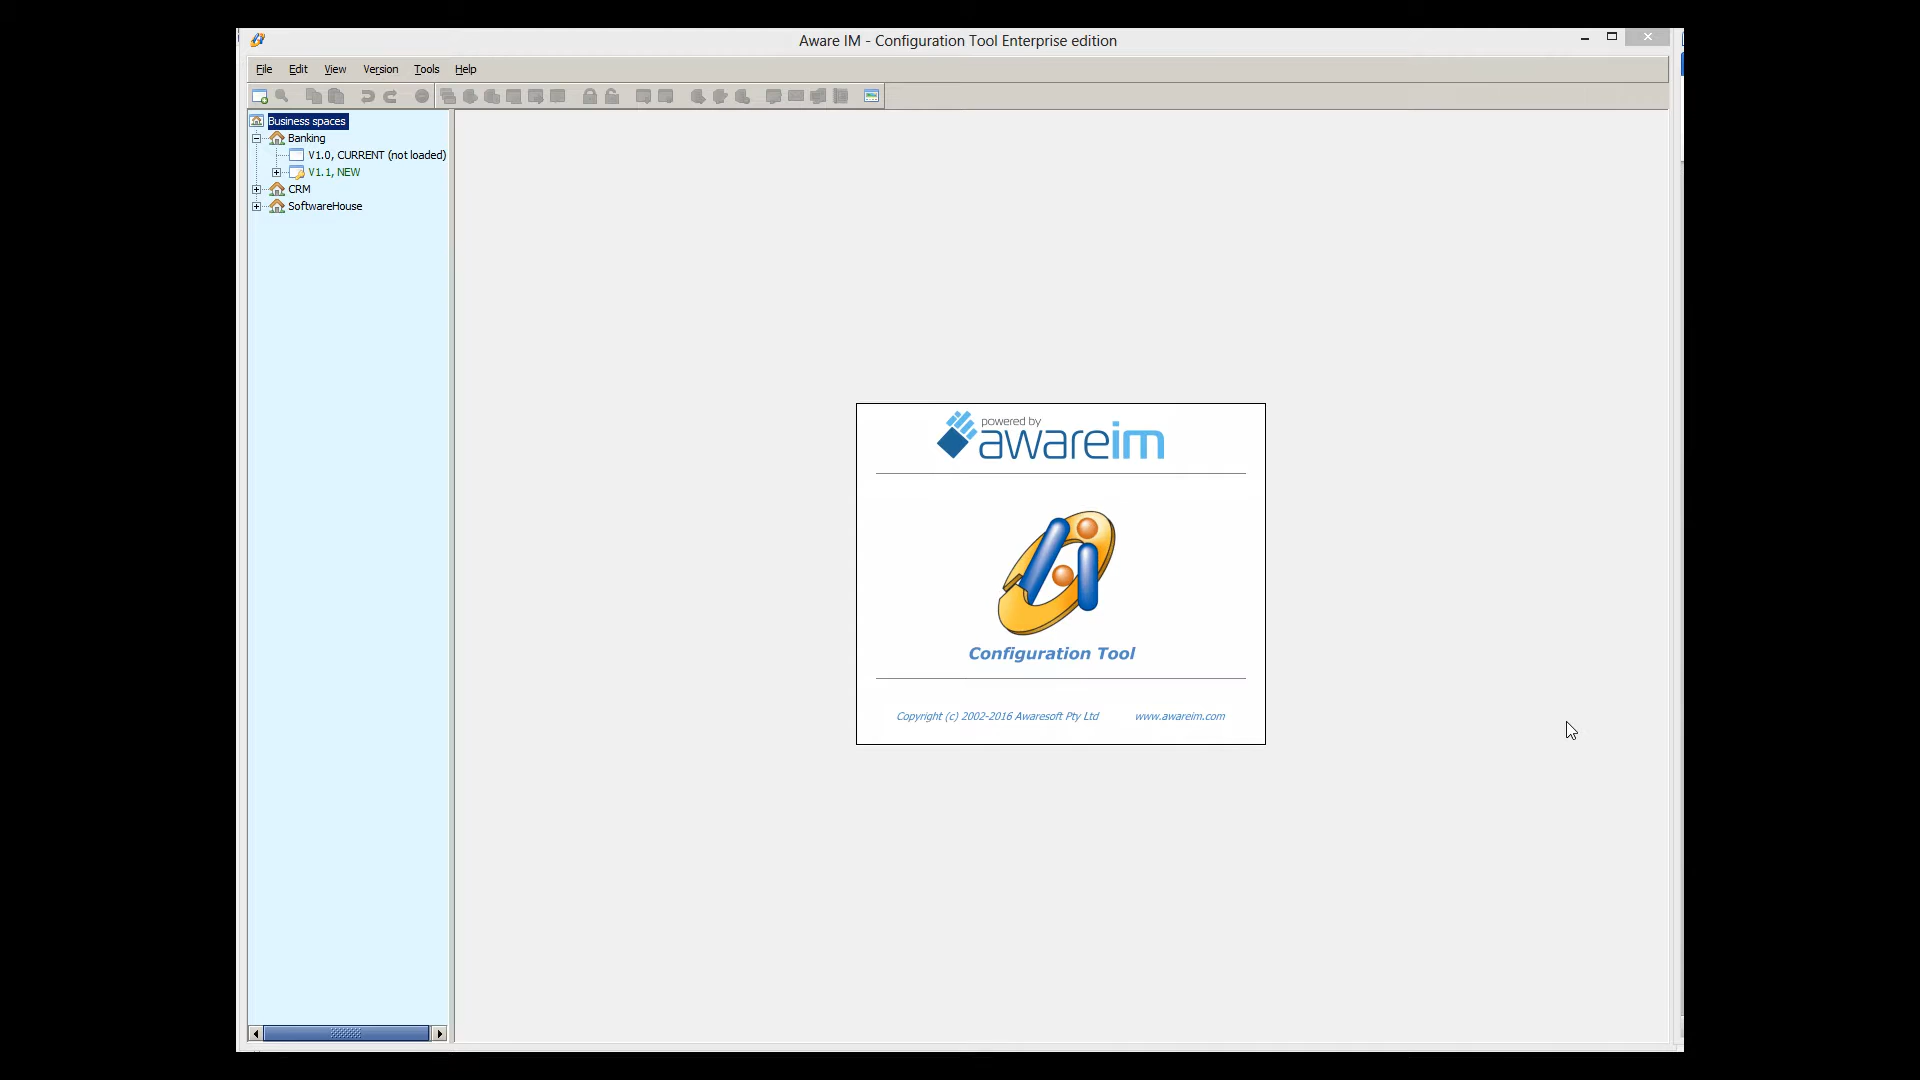 Aware IM - Configuration Tool Enterprise edition
File Edit View Version Tools Help
Business spaces
Banking
V1.0, CURRENT (not loaded)
V1.1, NEW
CRM
SoftwareHouse
powered by
awareim
Configuration Tool
Copyright (c) 2002-2016 Awaresoft Pty Ltd www.awareim.com